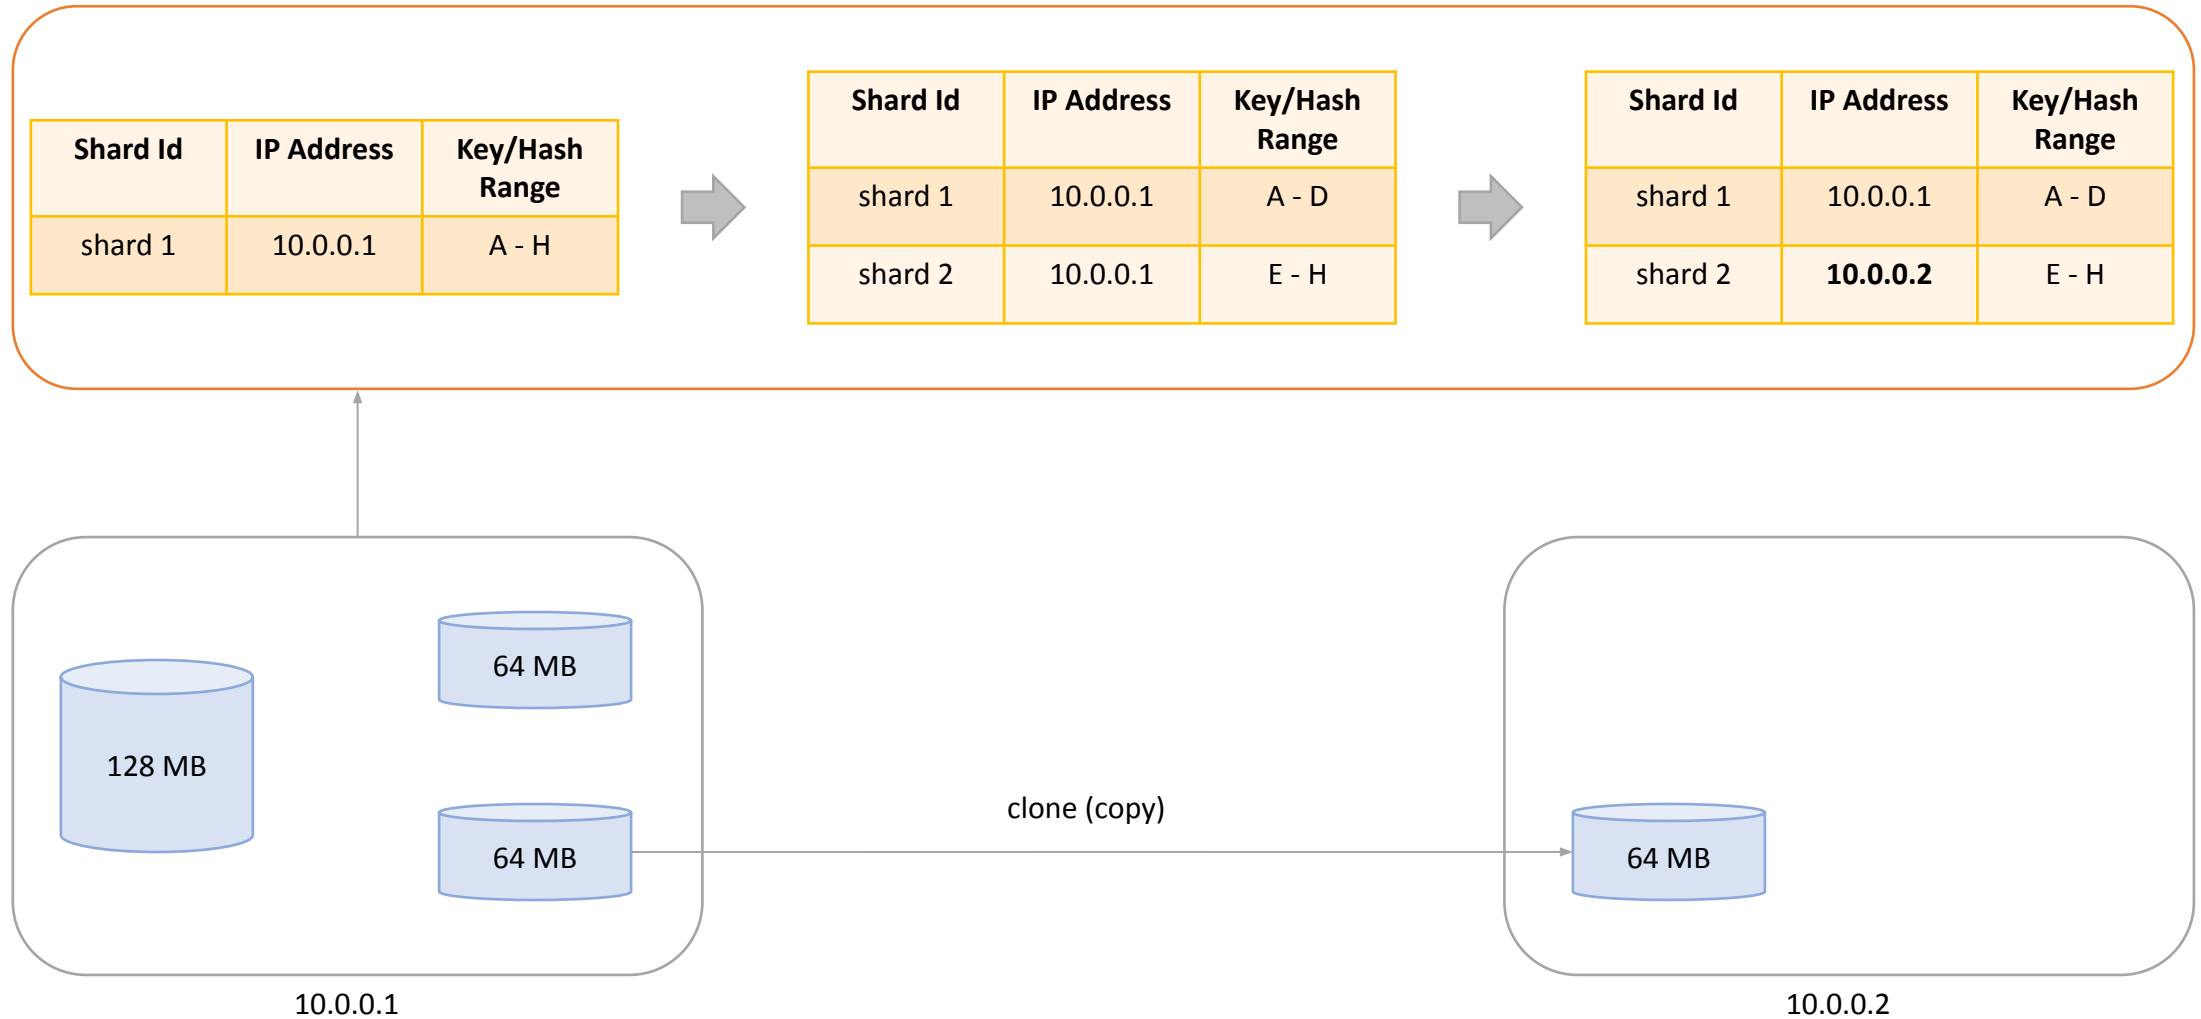 Shard Id IP Address Key/Hash Range
shard 1 10.0.0.1 A - H
Shard Id IP Address Key/Hash Range
shard 1 10.0.0.1 A - D
shard 2 10.0.0.1 E - H
Shard Id IP Address Key/Hash Range
shard 1 10.0.0.1 A - D
shard 2 10.0.0.2 E - H
128 MB
64 MB
64 MB
clone (copy)
64 MB
10.0.0.1
10.0.0.2